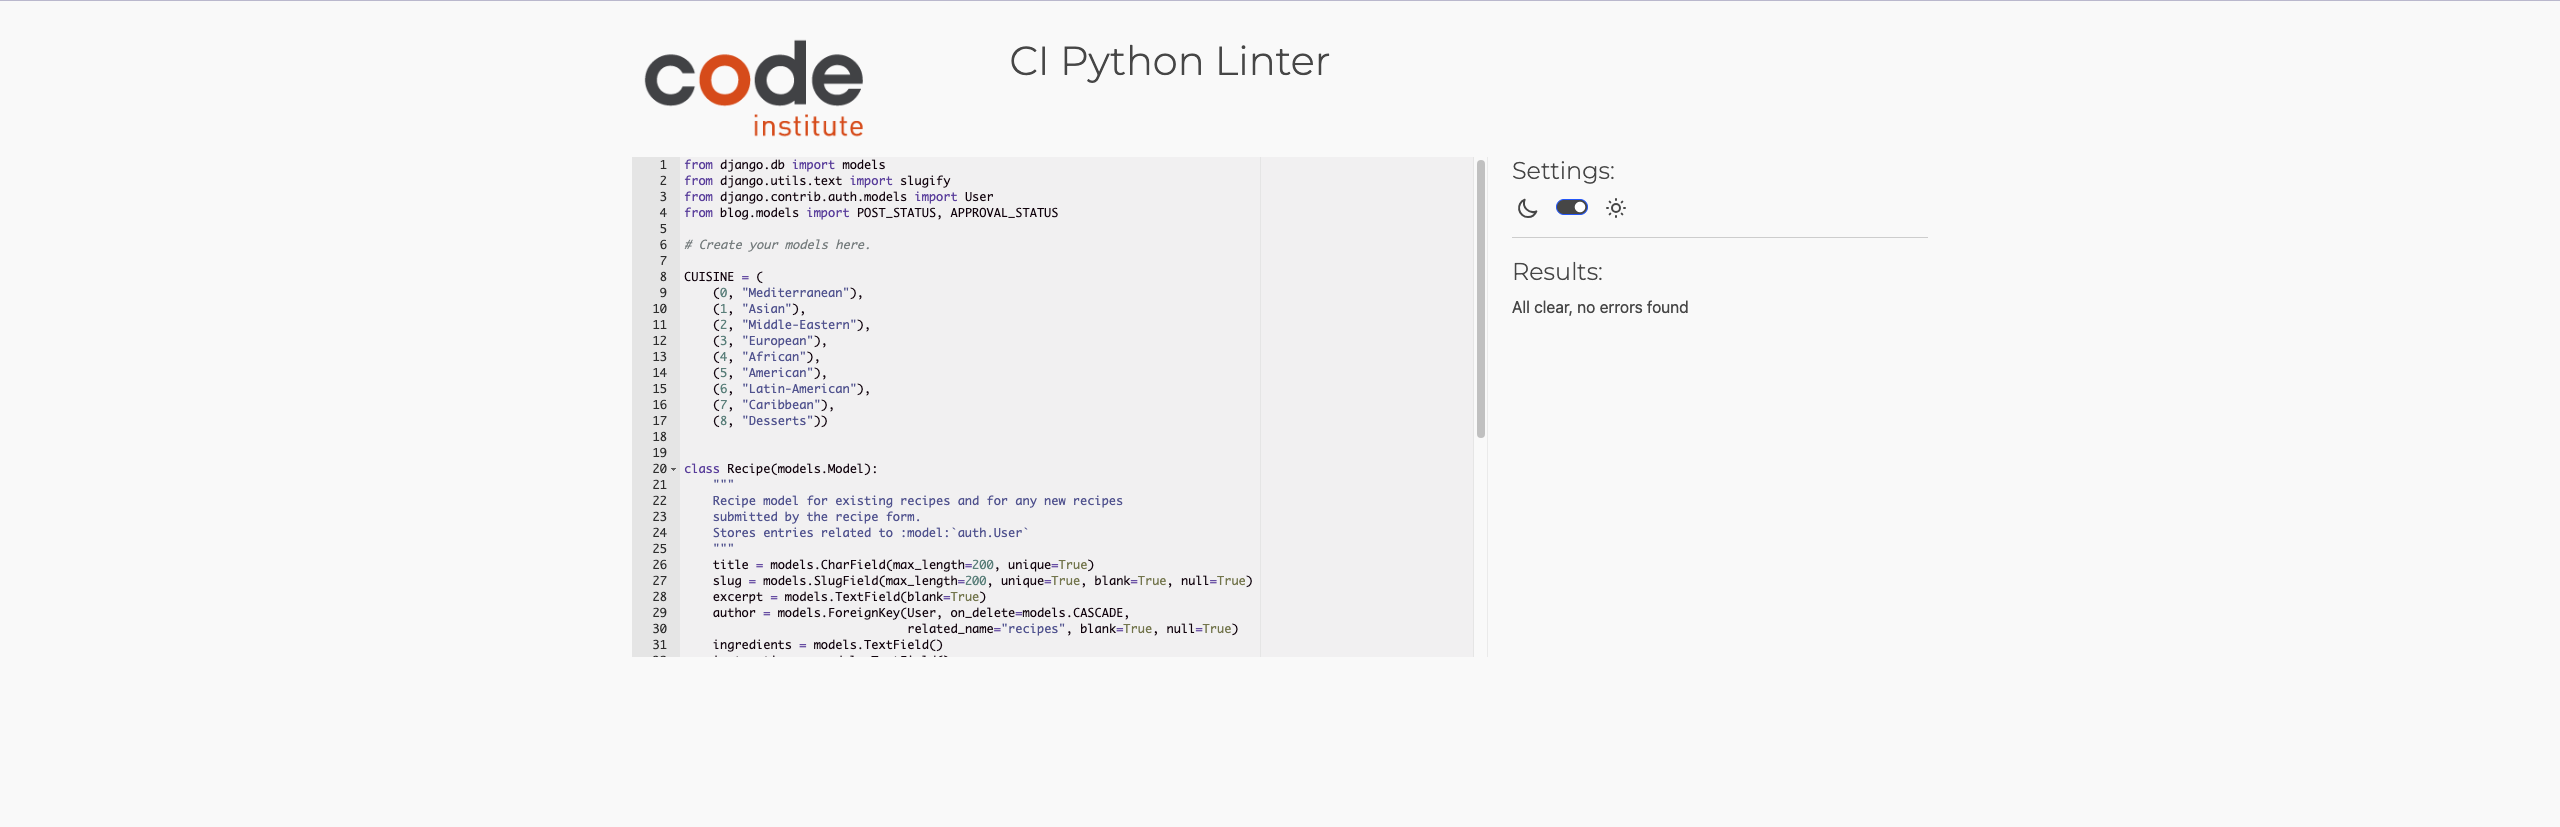 code
institute
CI Python Linter
1 from django.db import models
2 from django.utils.text import slugify
3 from django.contrib.auth.models import User
4 from blog.models import POST_STATUS, APPROVAL_STATUS
5
6 # Create your models here.
7
8 CUISINE = (
9     (0, "Mediterranean"),
10     (1, "Asian"),
11     (2, "Middle-Eastern"),
12     (3, "European"),
13     (4, "African"),
14     (5, "American"),
15     (6, "Latin-American"),
16     (7, "Caribbean"),
17     (8, "Desserts"))
18
19
20 class Recipe(models.Model):
21     """
22     Recipe model for existing recipes and for any new recipes
23     submitted by the recipe form.
24     Stores entries related to :model:`auth.User`
25     """
26     title = models.CharField(max_length=200, unique=True)
27     slug = models.SlugField(max_length=200, unique=True, blank=True, null=True)
28     excerpt = models.TextField(blank=True)
29     author = models.ForeignKey(User, on_delete=models.CASCADE,
30                                related_name="recipes", blank=True, null=True)
31     ingredients = models.TextField()
Settings:
Results:
All clear, no errors found